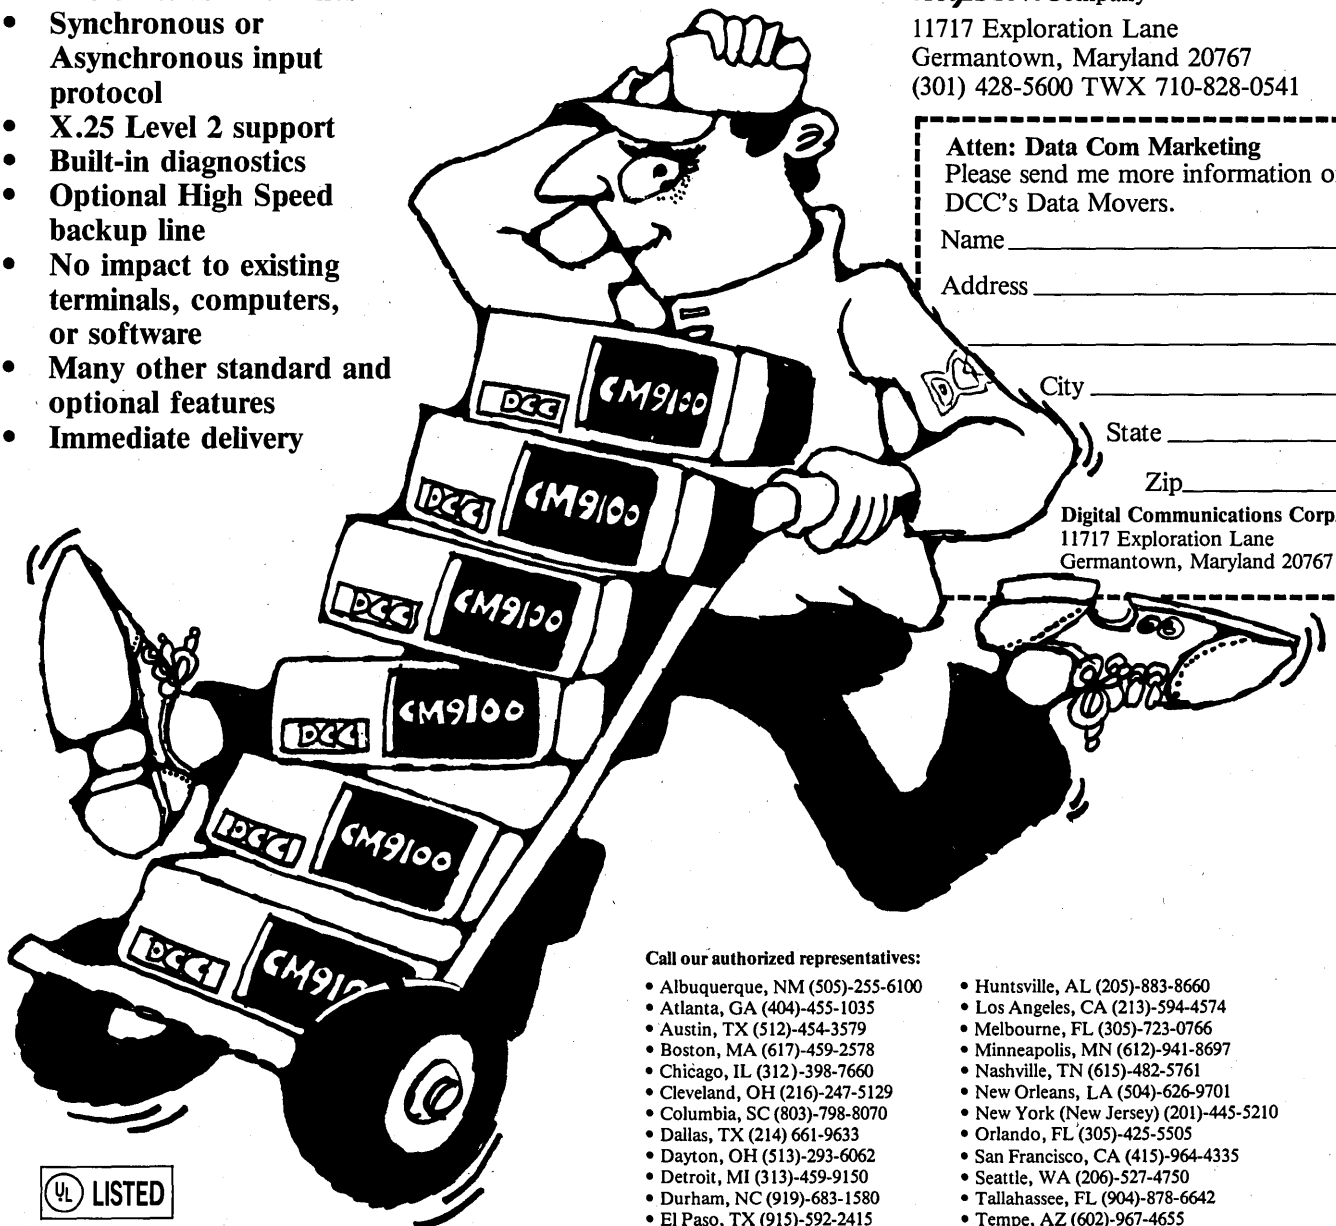 • Synchronous or
Asynchronous input
protocol
• X.25 Level 2 support
• Built-in diagnostics
• Optional High Speed
backup line
• No impact to existing
terminals, computers,
or software
• Many other standard and
optional features
• Immediate delivery
Company
11717 Exploration Lane
Germantown, Maryland 20767
(301) 428-5600 TWX 710-828-0541
Atten: Data Com Marketing
Please send me more information
DCC's Data Movers.
Name
Address
City
State
Zip
Digital Communications Corp.
11717 Exploration Lane
Germantown, Maryland 20767
DCC
DCC CM9100
DCC CM9100
DCC CM9100
DCC CM9100
DCC CM9100
DCC CM910
UL LISTED
Call our authorized representatives:
• Albuquerque, NM (505)-255-6100
• Atlanta, GA (404)-455-1035
• Austin, TX (512)-454-3579
• Boston, MA (617)-459-2578
• Chicago, IL (312)-398-7660
• Cleveland, OH (216)-247-5129
• Columbia, SC (803)-798-8070
• Dallas, TX (214) 661-9633
• Dayton, OH (513)-293-6062
• Detroit, MI (313)-459-9150
• Durham, NC (919)-683-1580
• El Paso, TX (915)-592-2415
• Huntsville, AL (205)-883-8660
• Los Angeles, CA (213)-594-4574
• Melbourne, FL (305)-723-0766
• Minneapolis, MN (612)-941-8697
• Nashville, TN (615)-482-5761
• New Orleans, LA (504)-626-9701
• New York (New Jersey) (201)-445-5210
• Orlando, FL (305)-425-5505
• San Francisco, CA (415)-964-4335
• Seattle, WA (206)-527-4750
• Tallahassee, FL (904)-878-6642
• Tempe, AZ (602)-967-4655